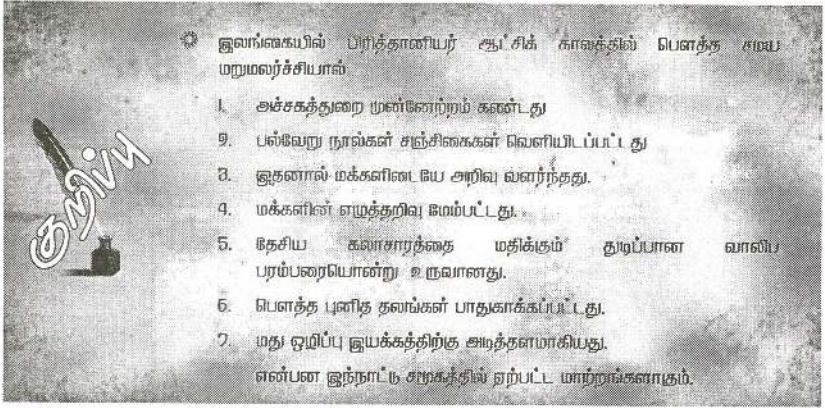 இலங்கையில் பிரித்தானியர் ஆட்சிக் காலத்தில் பௌத்த சமய
மறுமலர்ச்சியால்
1. அச்சகத்துறை முன்னேற்றம் கண்டது
2. பல்வேறு நூல்கள் சஞ்சிகைகள் வெளியிடப்பட்டது
3. இதனால் மக்களிடையே அறிவு வளர்ந்தது.
4. மக்களின் எழுத்தறிவு மேம்பட்டது.
5. தேசிய கலாசாரத்தை மதிக்கும் துடிப்பான வாலிப
பரம்பரையொன்று உருவானது.
6. பௌத்த புனித தலங்கள் பாதுகாக்கப்பட்டது.
7. மது ஒழிப்பு இயக்கத்திற்கு அடித்தளமாகியது.
என்பன இந்நாட்டு சமூகத்தில் ஏற்பட்ட மாற்றங்களாகும்.
குறிப்பு